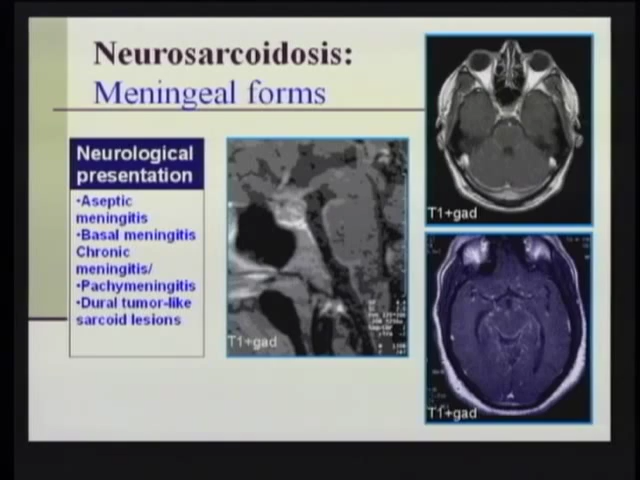 Neurosarcoidosis:
Meningeal forms
Neurological
presentation
•Aseptic
meningitis
•Basal meningitis
Chronic
meningitis/
•Pachymeningitis
•Dural tumor-like
sarcoid lesions
T1+gad
T1+gad
T1+gad